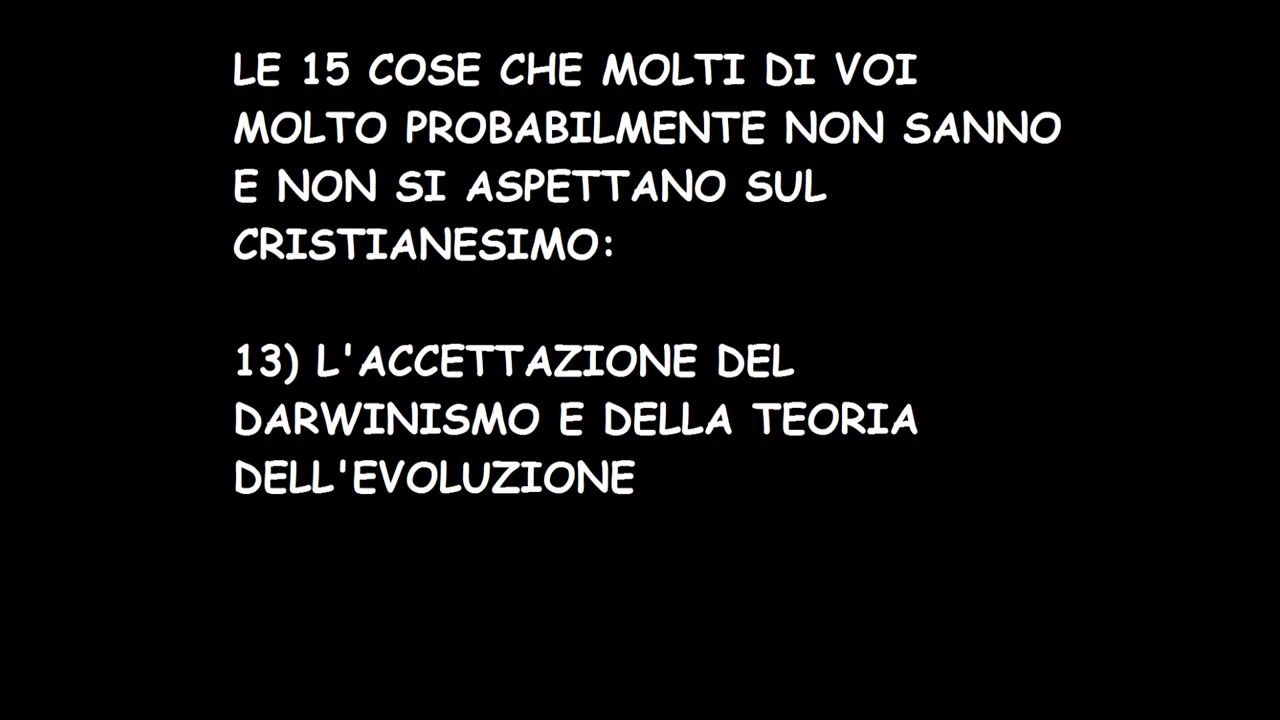 LE 15 COSE CHE MOLTI DI VOI
MOLTO PROBABILMENTE NON SANNO
E NON SI ASPETTANO SUL
CRISTIANESIMO:
13) L'ACCETTAZIONE DEL
DARWINISMO E DELLA TEORIA
DELL'EVOLUZIONE